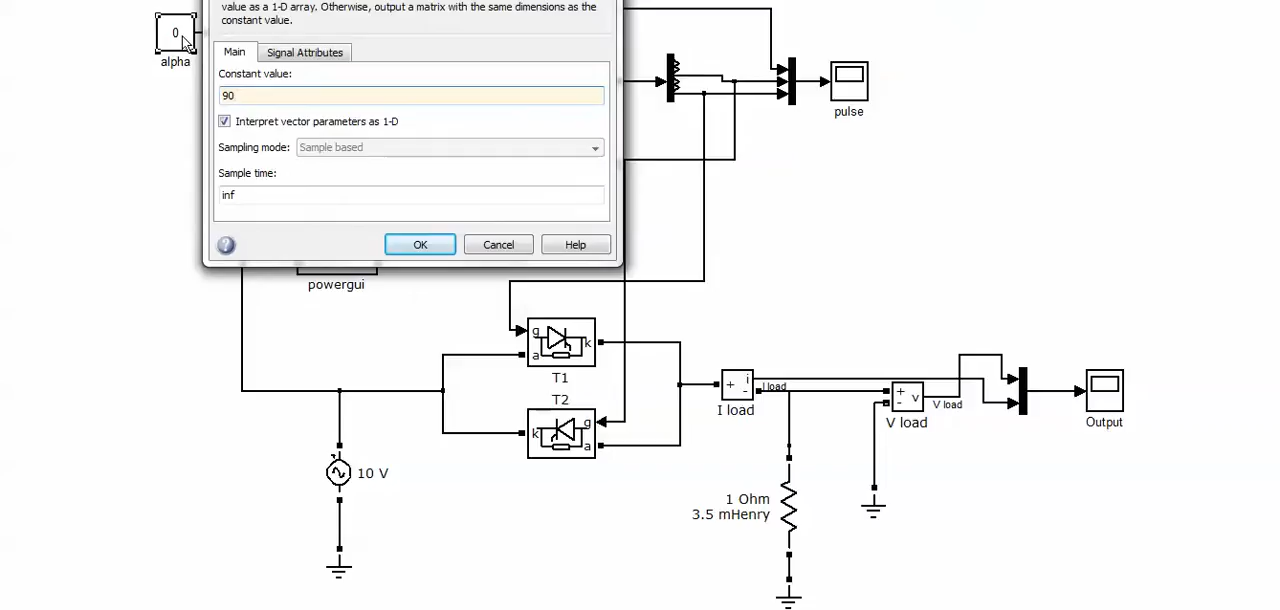 value as a 1-D array. Otherwise, output a matrix with the same dimensions as the
constant value.
0
alpha
Main
Signal Attributes
Constant value:
90
Interpret vector parameters as 1-D
Sampling mode:
Sample based
Sample time:
inf
?
OK
Cancel
Help
pulse
powergui
g
a
k
T1
T2
g
k
a
+
-
i
I load
I load
+
-
v
V load
V load
Output
10 V
1 Ohm
3.5 mHenry